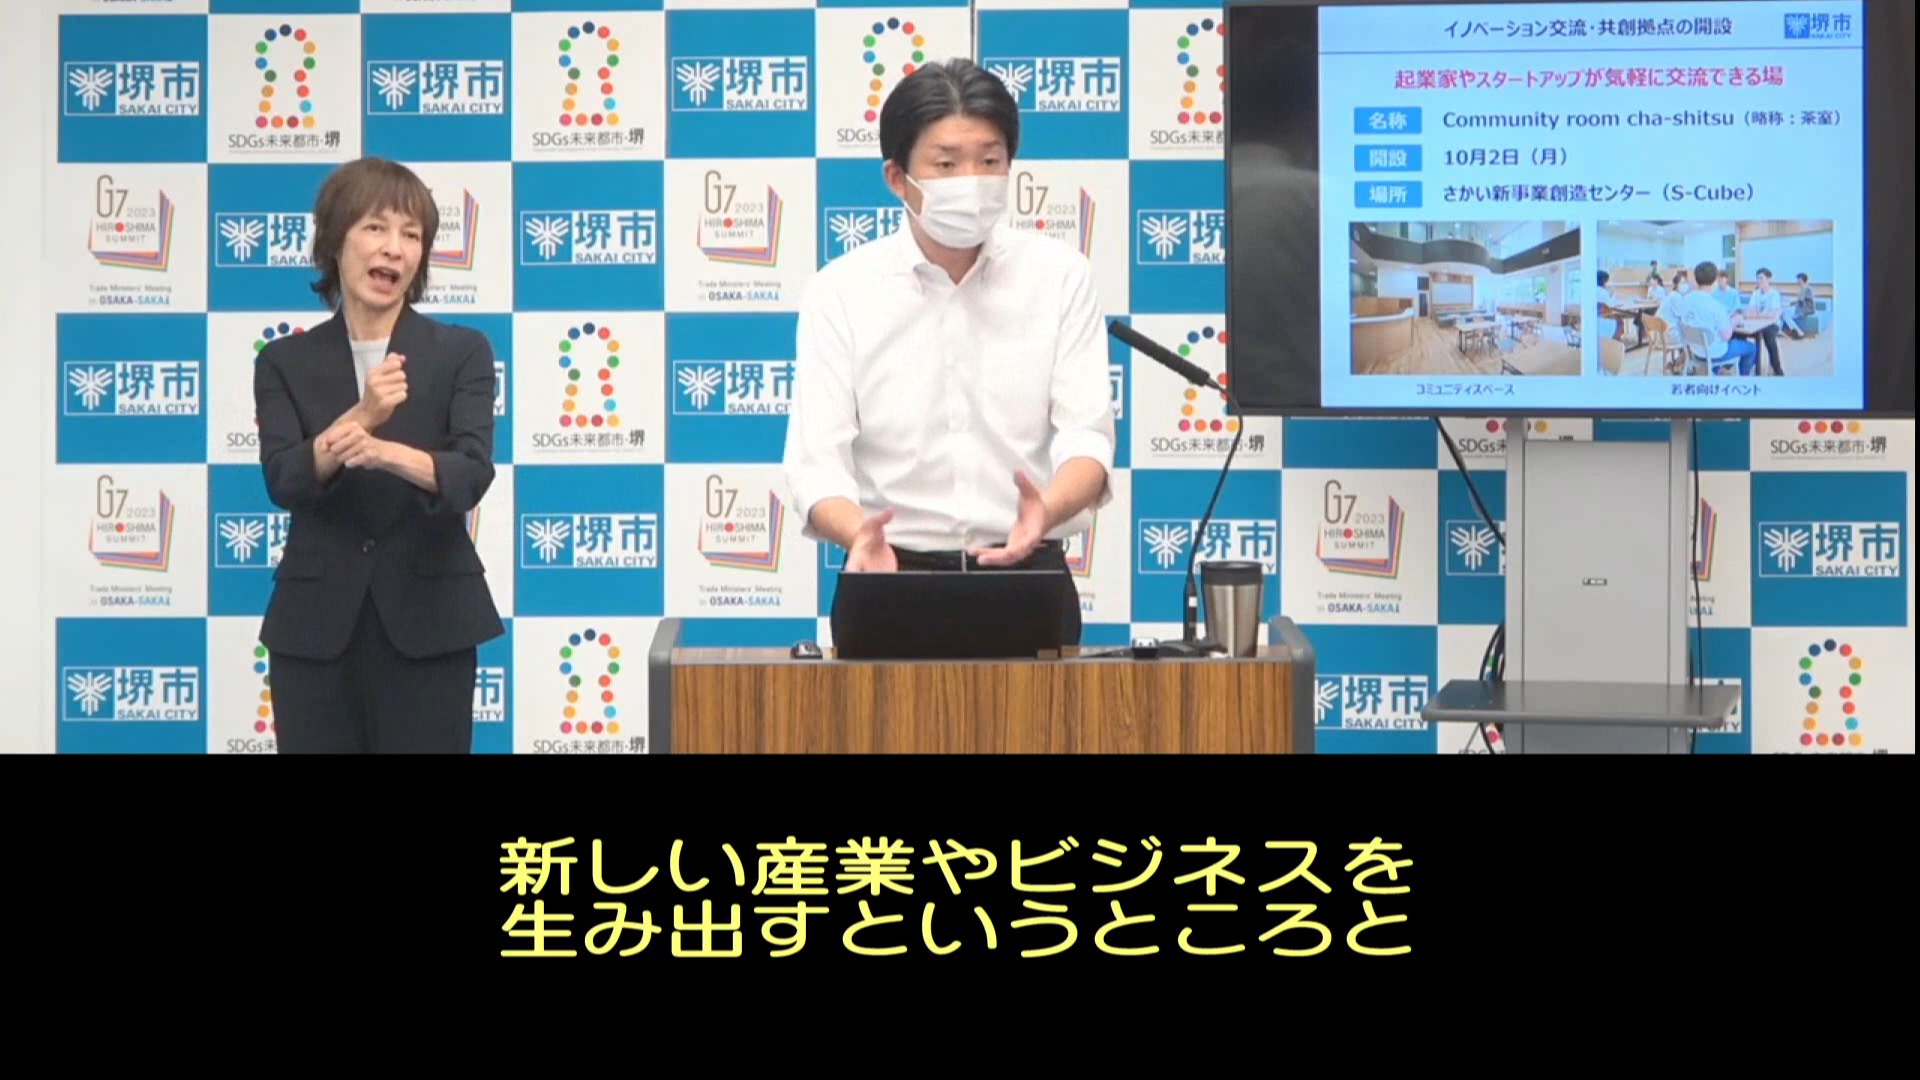 イノベーション交流・共創拠点の開設
堺市
SAKAI CITY
起業家やスタートアップが気軽に交流できる場
名称 Community room cha-shitsu（略称：茶室）
開設 10月2日（月）
場所 さかい新事業創造センター（S-Cube）
コミュニティスペース
若者向けイベント
堺市
SAKAI CITY
SDGs未来都市・堺
G7 2023
HIROSHIMA
SUMMIT
Trade Ministers' Meeting
in OSAKA-SAKAI
新しい産業やビジネスを
生み出すというところと